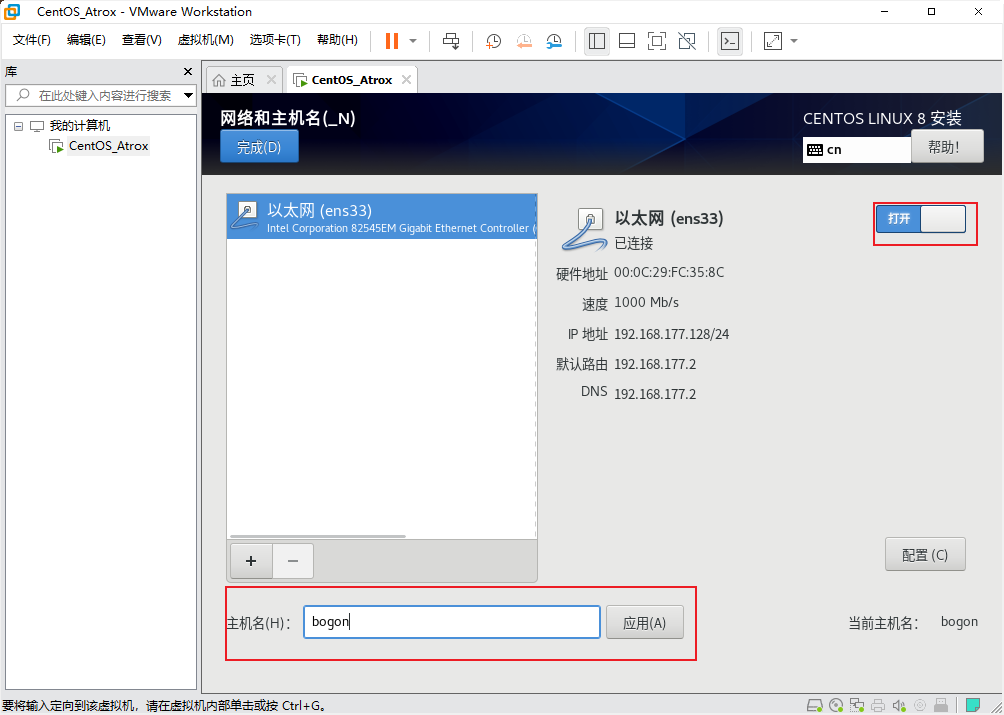 CentOS_Atrox - VMware Workstation
文件(F) 编辑(E) 查看(V) 虚拟机(M) 选项卡(T) 帮助(H)
库
在此处键入内容进行搜索
我的计算机
CentOS_Atrox
主页 CentOS_Atrox
网络和主机名(_N)
CENTOS LINUX 8 安装
完成(D)
cn
帮助!
以太网 (ens33)
Intel Corporation 82545EM Gigabit Ethernet Controller (
以太网 (ens33)
已连接
打开
硬件地址 00:0C:29:FC:35:8C
速度 1000 Mb/s
IP 地址 192.168.177.128/24
默认路由 192.168.177.2
DNS 192.168.177.2
+ −
配置 (C)
主机名(H): bogon 应用(A)
当前主机名: bogon
要将输入定向到该虚拟机，请在虚拟机内部单击或按 Ctrl+G。